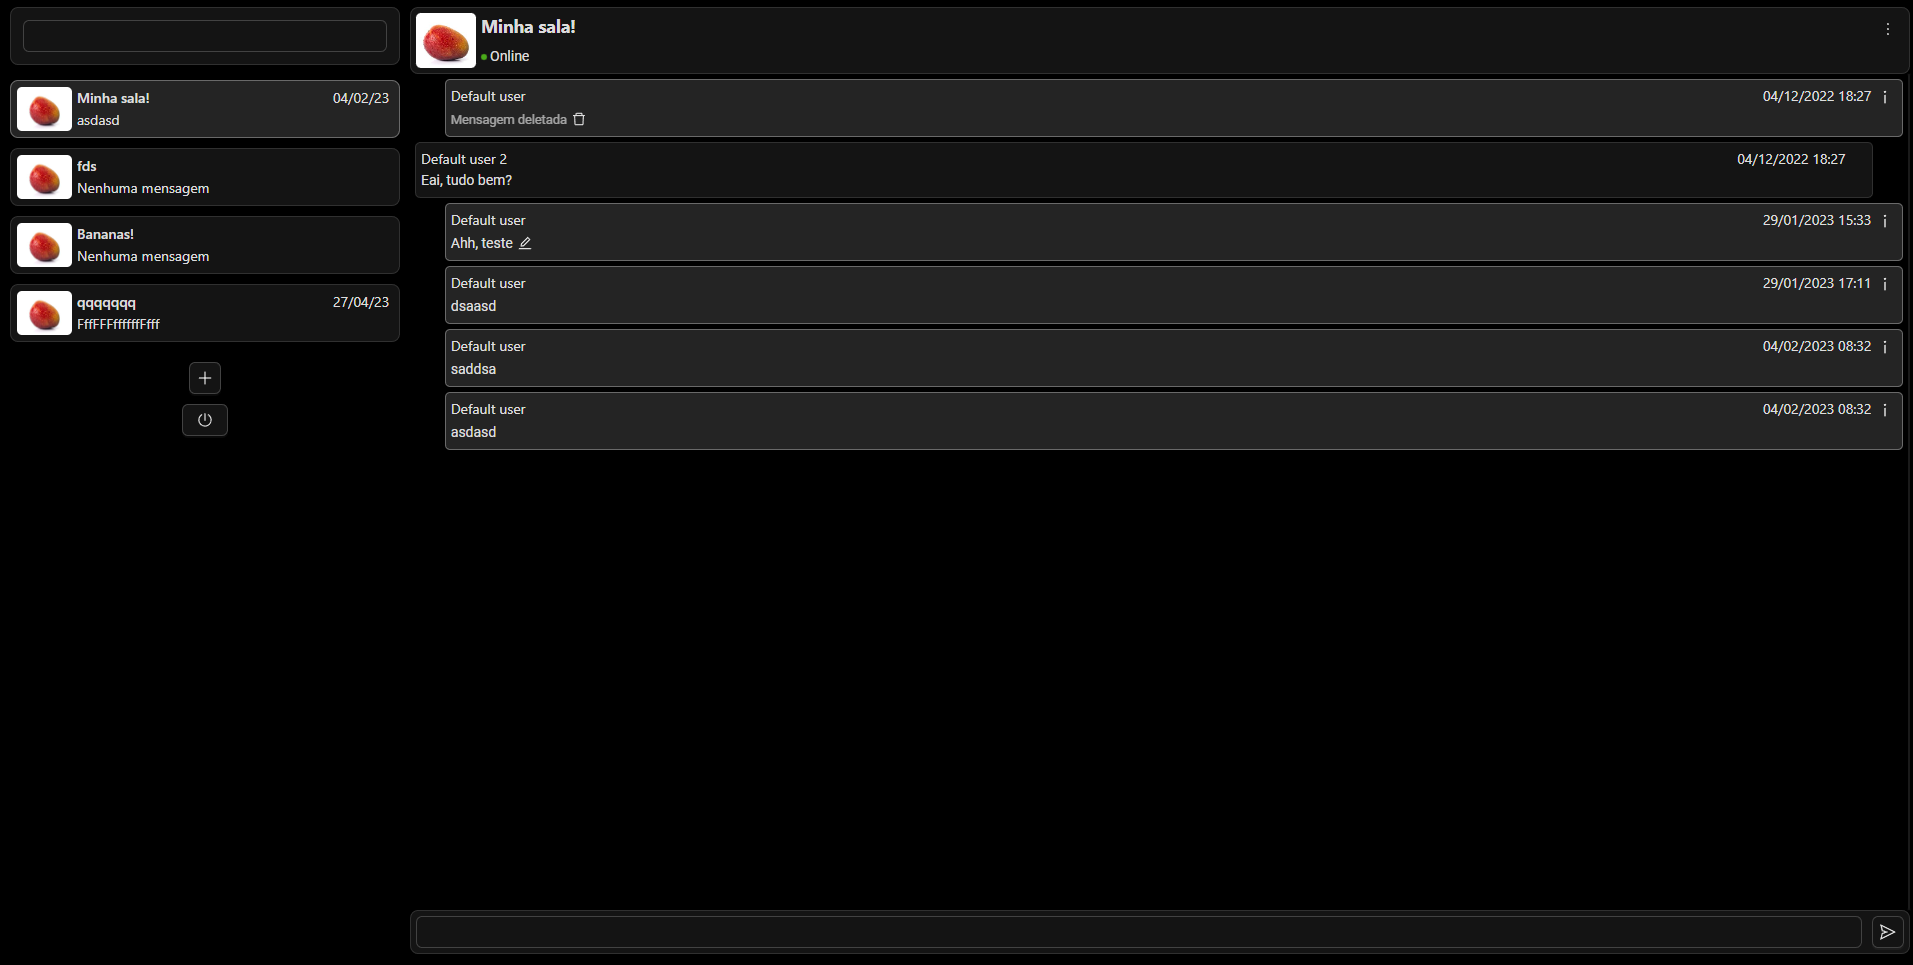 Minha sala!
04/02/23
asdasd
fds
Nenhuma mensagem
Bananas!
Nenhuma mensagem
qqqqqqq
27/04/23
FffFFFffffffFfff
Minha sala!
Online
Default user
04/12/2022 18:27
Mensagem deletada
Default user 2
04/12/2022 18:27
Eai, tudo bem?
Default user
29/01/2023 15:33
Ahh, teste
Default user
29/01/2023 17:11
dsaasd
Default user
04/02/2023 08:32
saddsa
Default user
04/02/2023 08:32
asdasd